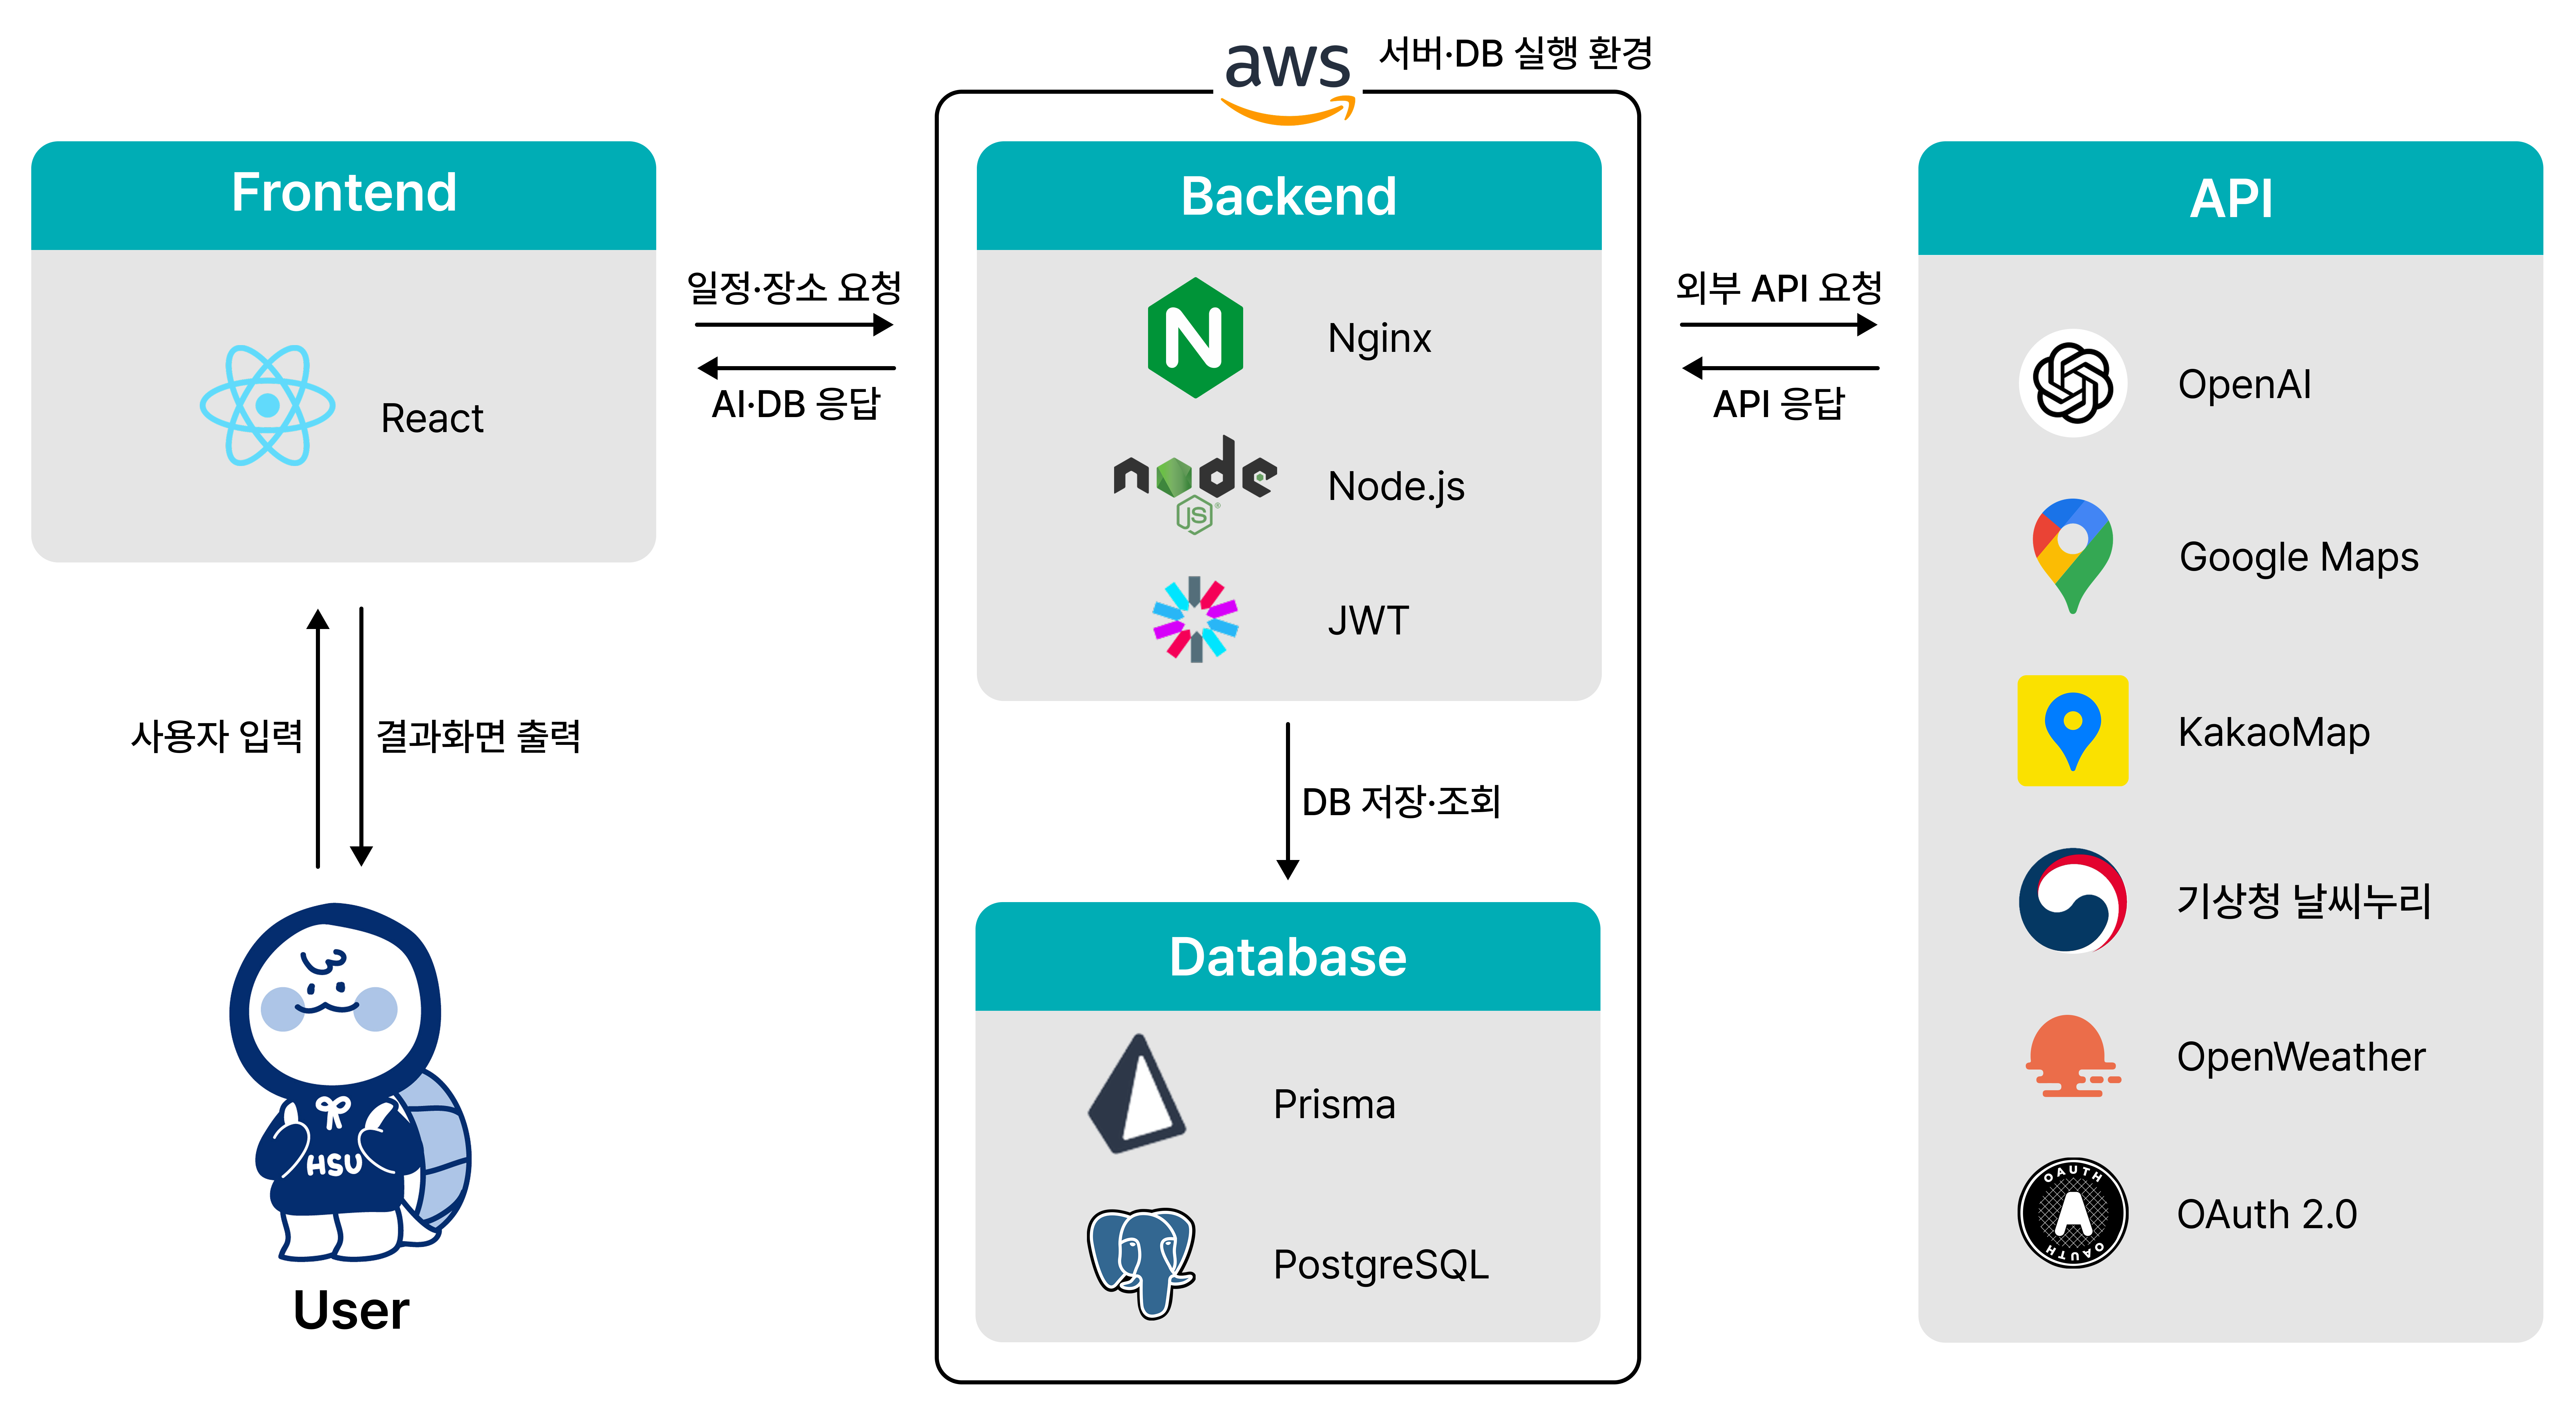 aws
서버·DB 실행 환경
Frontend
React
일정·장소 요청
AI·DB 응답
사용자 입력
결과화면 출력
HSU
User
Backend
Nginx
node
JS
Node.js
JWT
DB 저장·조회
Database
Prisma
PostgreSQL
외부 API 요청
API 응답
API
OpenAI
Google Maps
KakaoMap
기상청 날씨누리
OpenWeather
OAUTH
A
OAUTH
OAuth 2.0